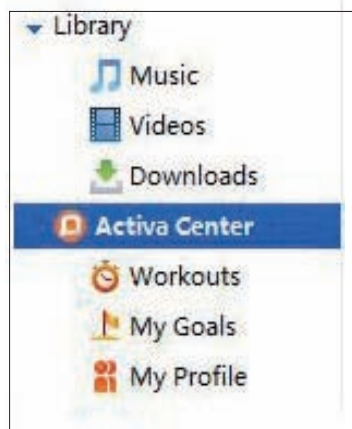 Library
Music
Videos
Downloads
Activa Center
Workouts
My Goals
My Profile